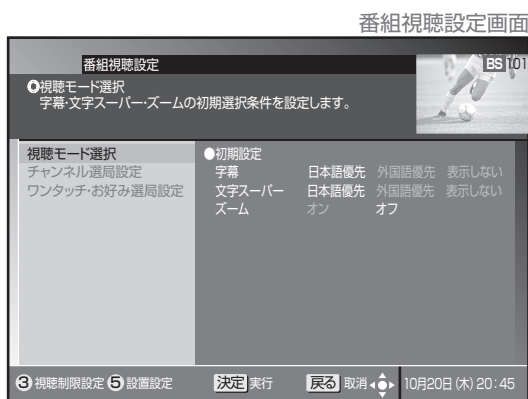 番組視聴設定画面
番組視聴設定
BS 101
視聴モード選択
字幕・文字スーパー・ズームの初期選択条件を設定します。
視聴モード選択
チャンネル選局設定
ワンタッチ・お好み選局設定
●初期設定
字幕 日本語優先 外国語優先 表示しない
文字スーパー 日本語優先 外国語優先 表示しない
ズーム オン オフ
③視聴制限設定 ⑤設置設定 決定 実行 戻る 取消 10月20日(木) 20:45